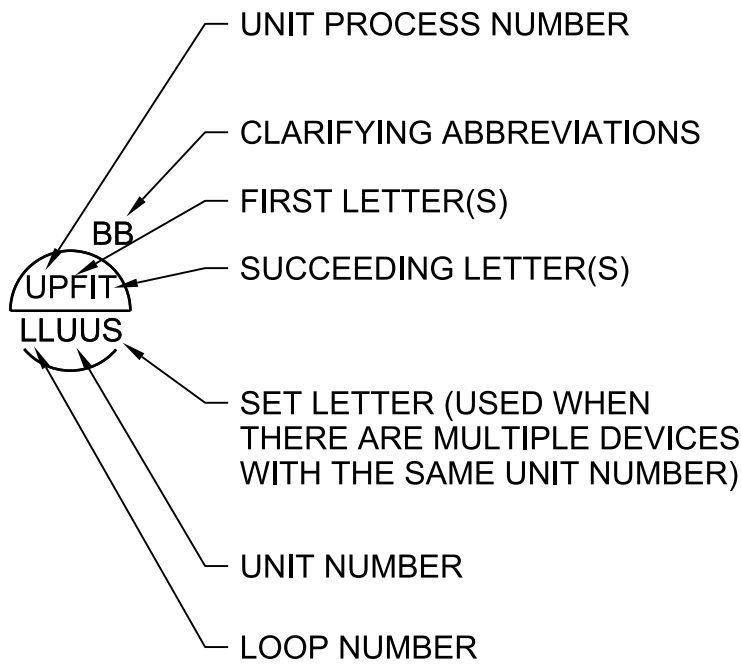 UNIT PROCESS NUMBER
CLARIFYING ABBREVIATIONS
FIRST LETTER(S)
BB
SUCCEEDING LETTER(S)
UPFIT
LLUUS
SET LETTER (USED WHEN
THERE ARE MULTIPLE DEVICES
WITH THE SAME UNIT NUMBER)
UNIT NUMBER
LOOP NUMBER